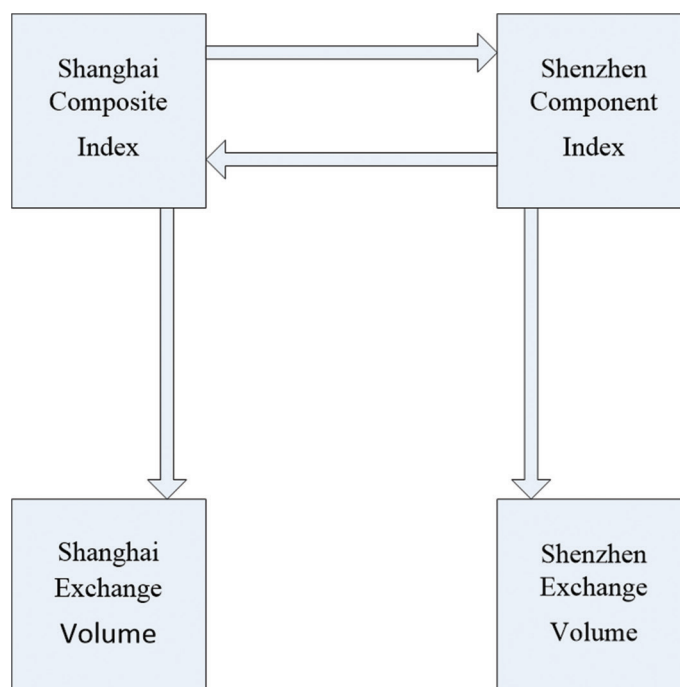 Shanghai
Composite
Index
Shenzhen
Component
Index
Shanghai
Exchange
Volume
Shenzhen
Exchange
Volume